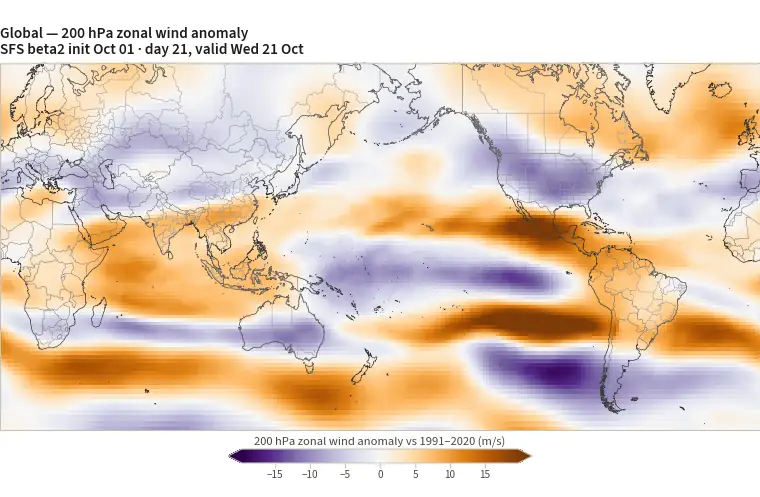 Global — 200 hPa zonal wind anomaly
SFS beta2 init Oct 01 · day 21, valid Wed 21 Oct
200 hPa zonal wind anomaly vs 1991–2020 (m/s)
−15 −10 −5 0 5 10 15